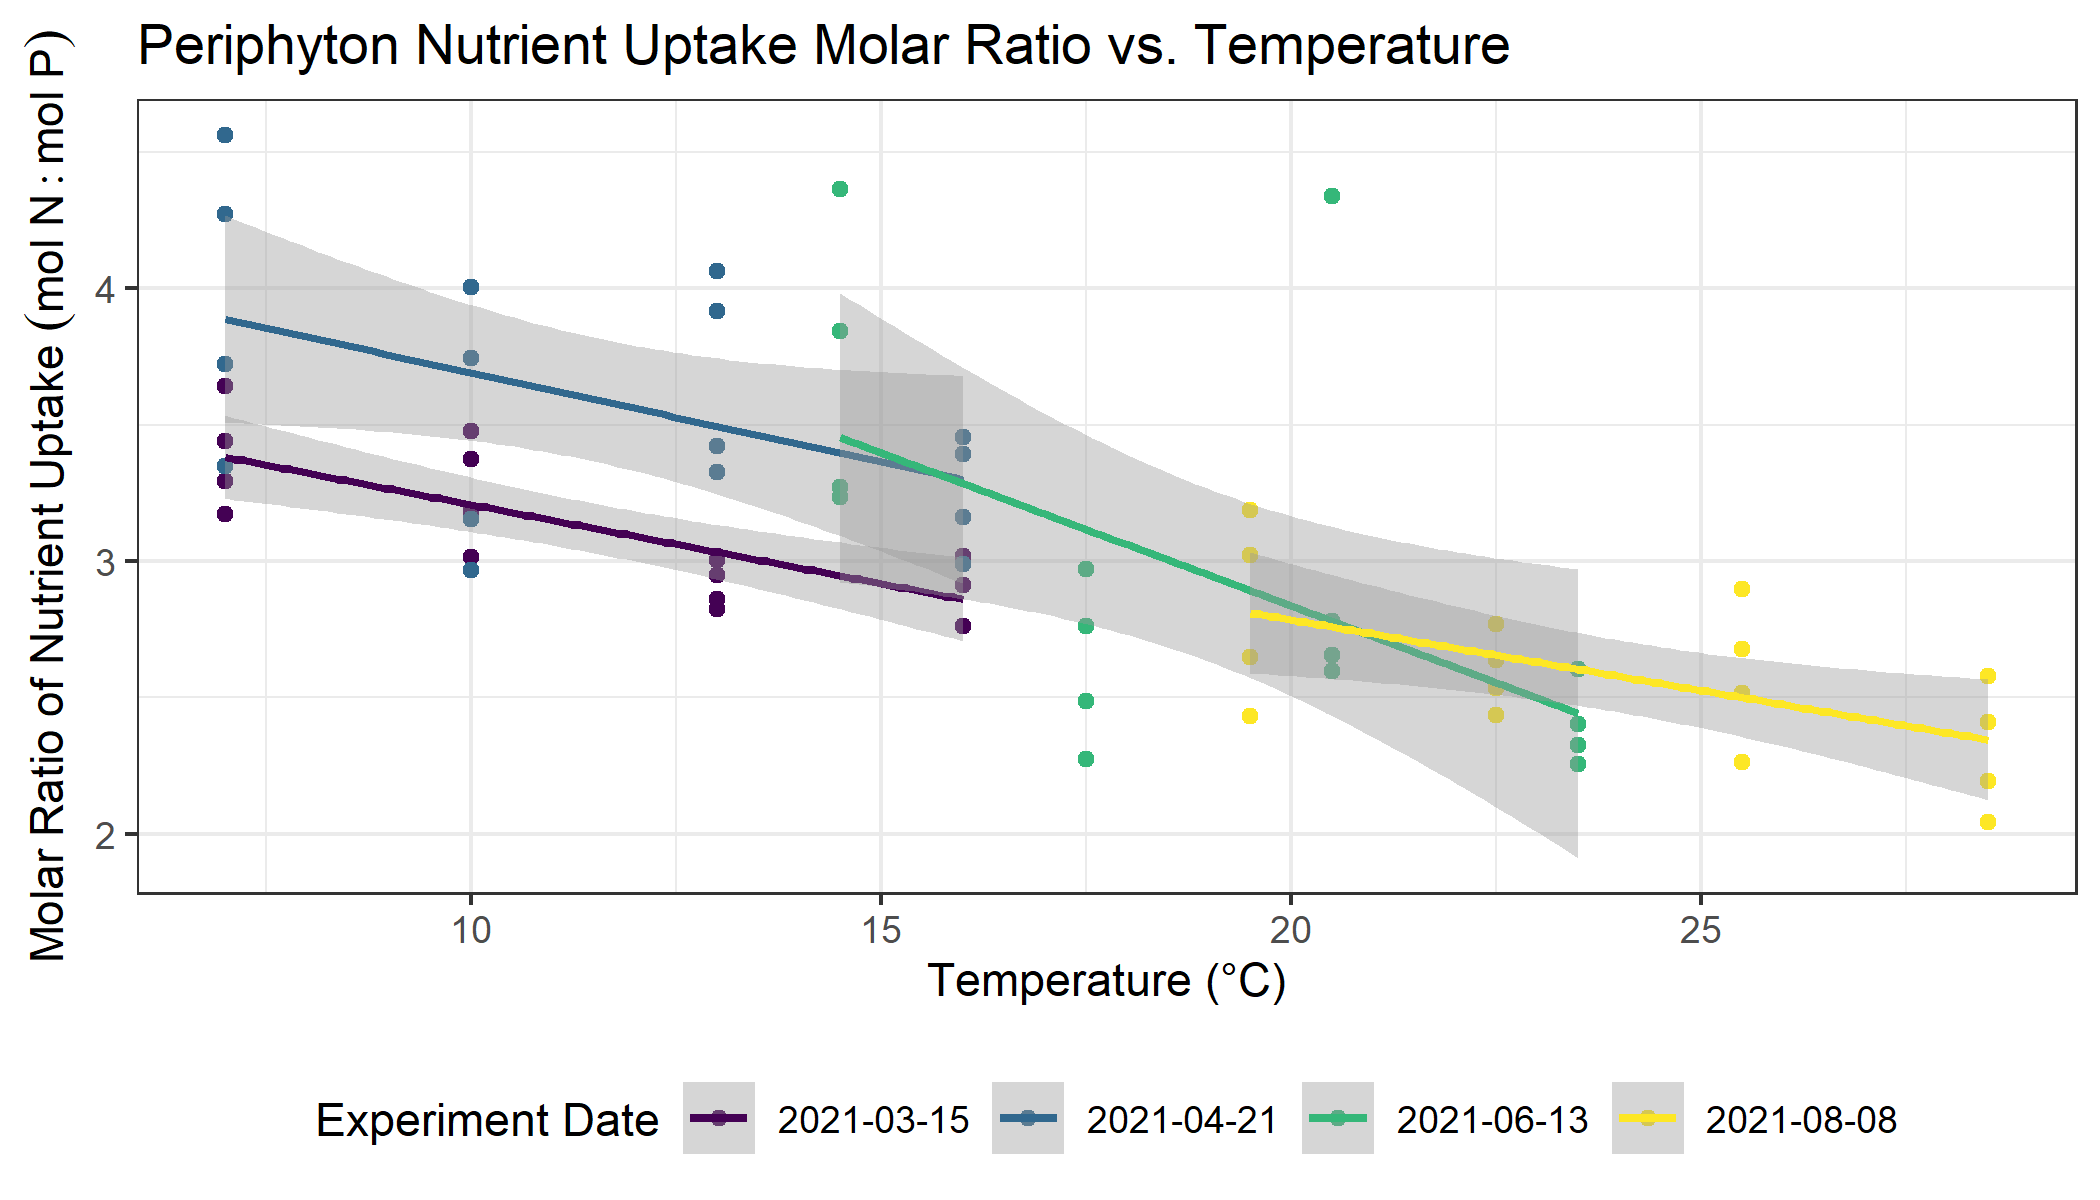 Periphyton Nutrient Uptake Molar Ratio vs. Temperature
Molar Ratio of Nutrient Uptake (mol N : mol P)
4
3
2
10 15 20 25
Temperature (°C)
Experiment Date 2021-03-15 2021-04-21 2021-06-13 2021-08-08